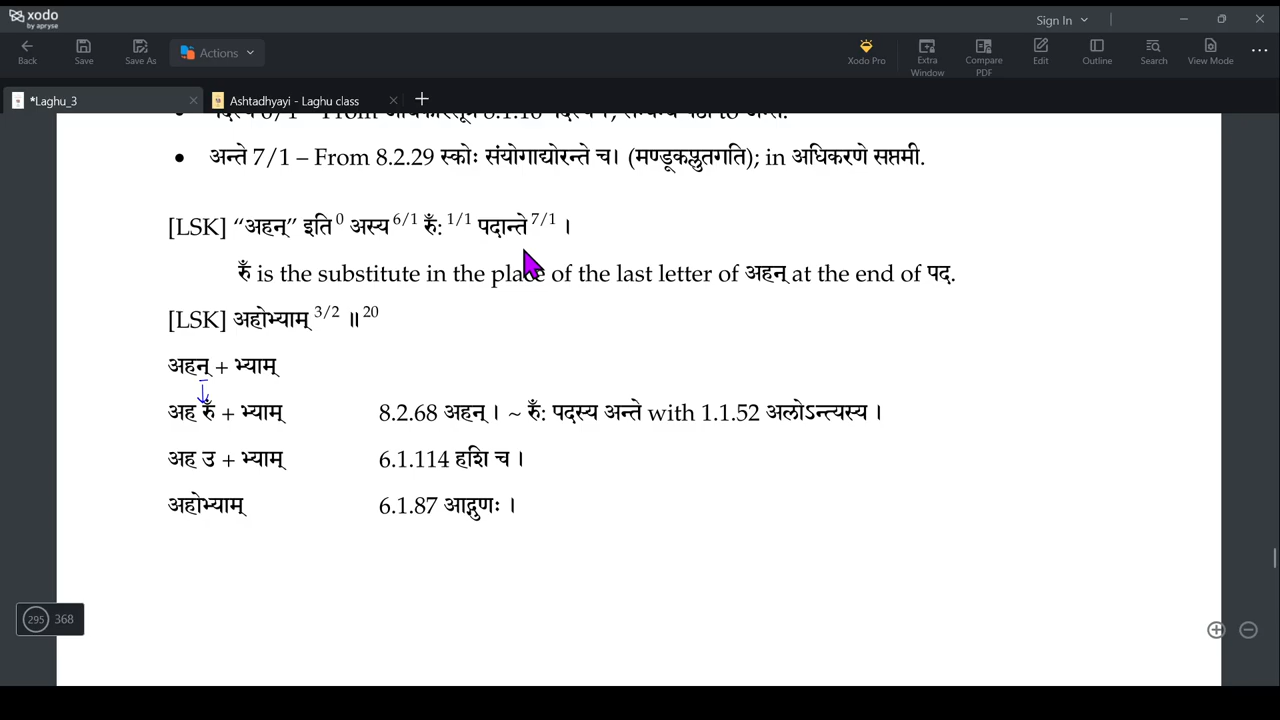 xodo
by apryse
Sign In
Back
Save
Save As
Actions
Xodo Pro
Extra Window
Compare PDF
Edit
Outline
Search
View Mode
*Laghu_3
Ashtadhyayi - Laghu class
• अन्ते 7/1 – From 8.2.29 स्कोः संयोगाद्योरन्ते च। (मण्डूकप्लुतगति); in अधिकरणे सप्तमी.
[LSK] “अहन्” इति 0 अस्य 6/1 रुँ: 1/1 पदान्ते 7/1 ।
रुँ is the substitute in the place of the last letter of अहन् at the end of पद.
[LSK] अहोभ्याम् 3/2 ॥20
अहन् + भ्याम्
अह रुँ + भ्याम् 8.2.68 अहन् । ~ रुँ: पदस्य अन्ते with 1.1.52 अलोऽन्त्यस्य ।
अह उ + भ्याम् 6.1.114 हशि च ।
अहोभ्याम् 6.1.87 आद्गुणः ।
295 368